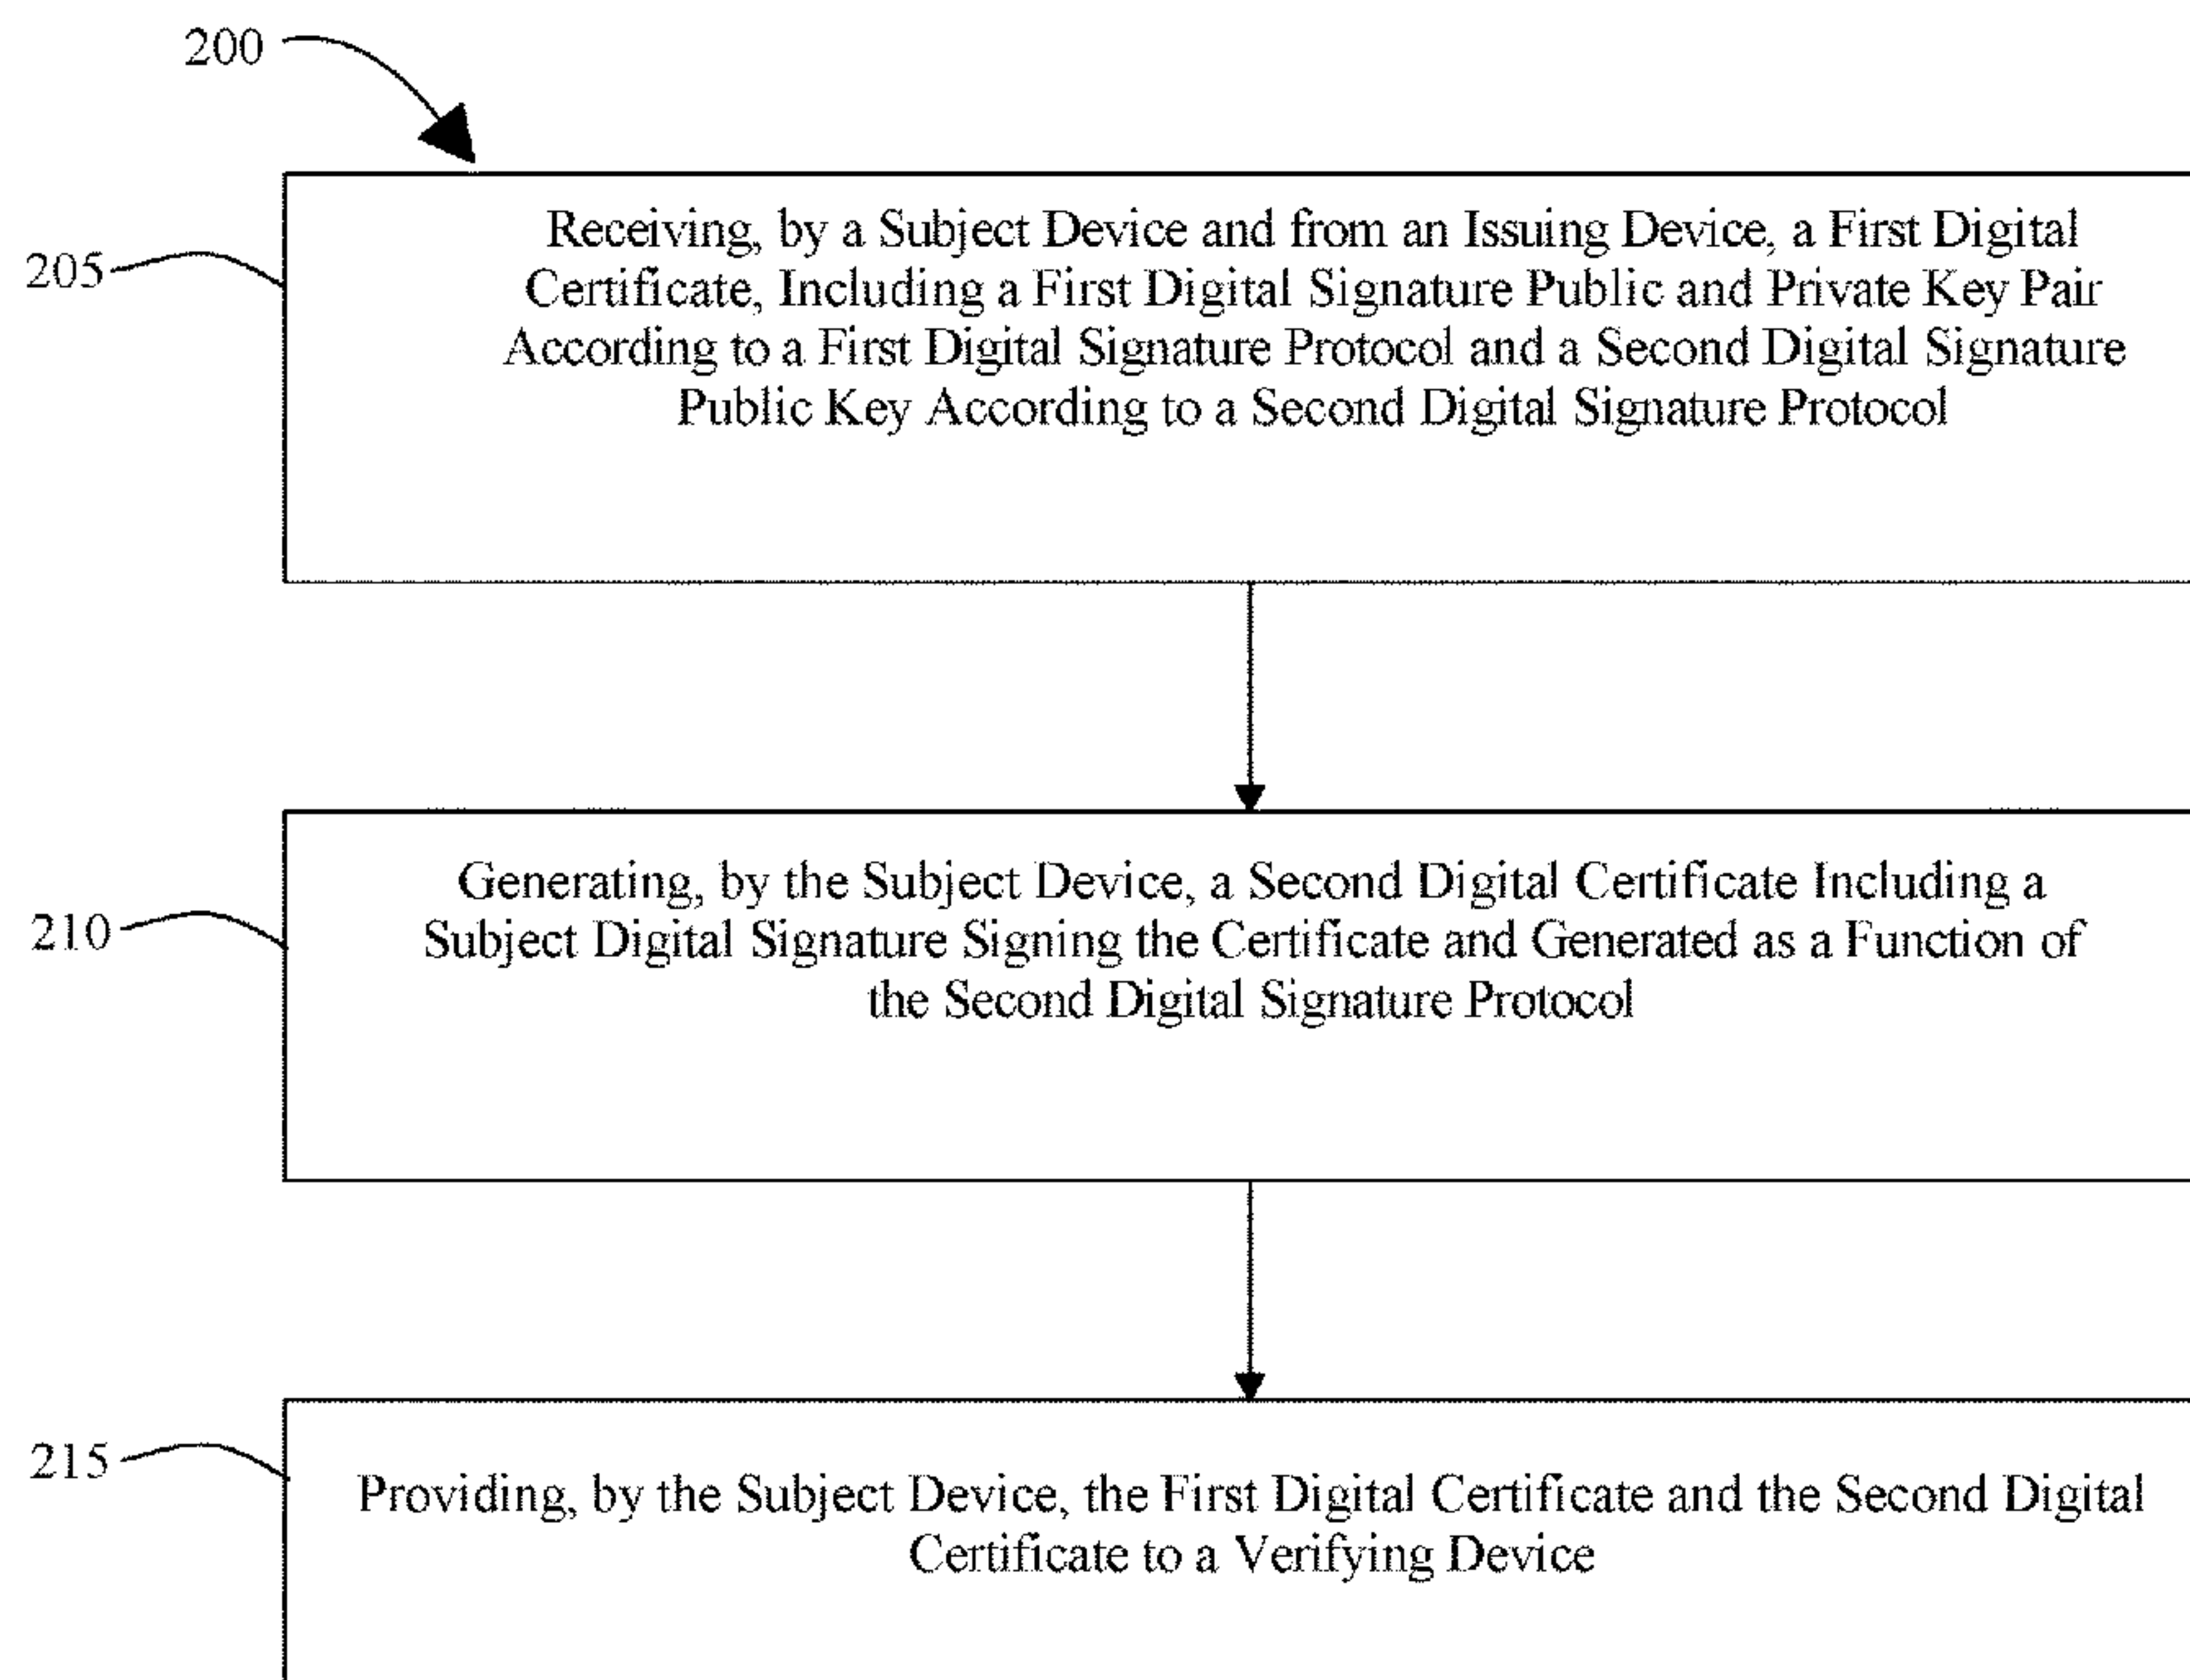 200
205
Receiving, by a Subject Device and from an Issuing Device, a First Digital
Certificate, Including a First Digital Signature Public and Private Key Pair
According to a First Digital Signature Protocol and a Second Digital Signature
Public Key According to a Second Digital Signature Protocol
210
Generating, by the Subject Device, a Second Digital Certificate Including a
Subject Digital Signature Signing the Certificate and Generated as a Function of
the Second Digital Signature Protocol
215
Providing, by the Subject Device, the First Digital Certificate and the Second Digital
Certificate to a Verifying Device